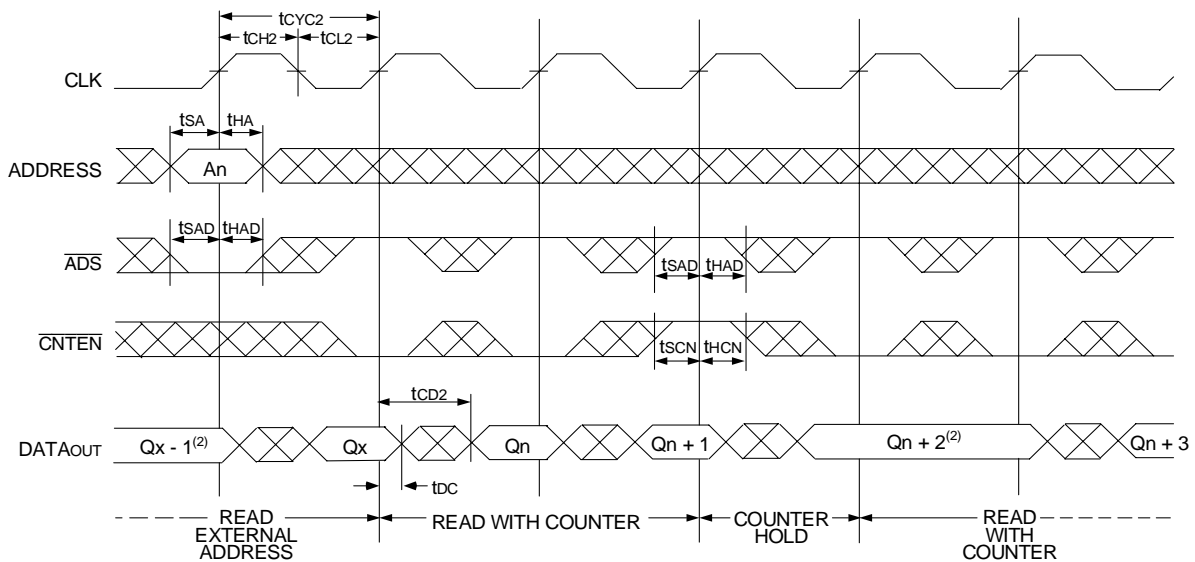 tCYC2
tCH2 tCL2
CLK
tSA tHA
ADDRESS An
tSAD tHAD
ADS
tSAD tHAD
CNTEN
tSCN tHCN
tCD2
DATAOUT Qx - 1(2) Qx Qn Qn + 1 Qn + 2(2) Qn + 3
tDC
READ EXTERNAL ADDRESS
READ WITH COUNTER
COUNTER HOLD
READ WITH COUNTER